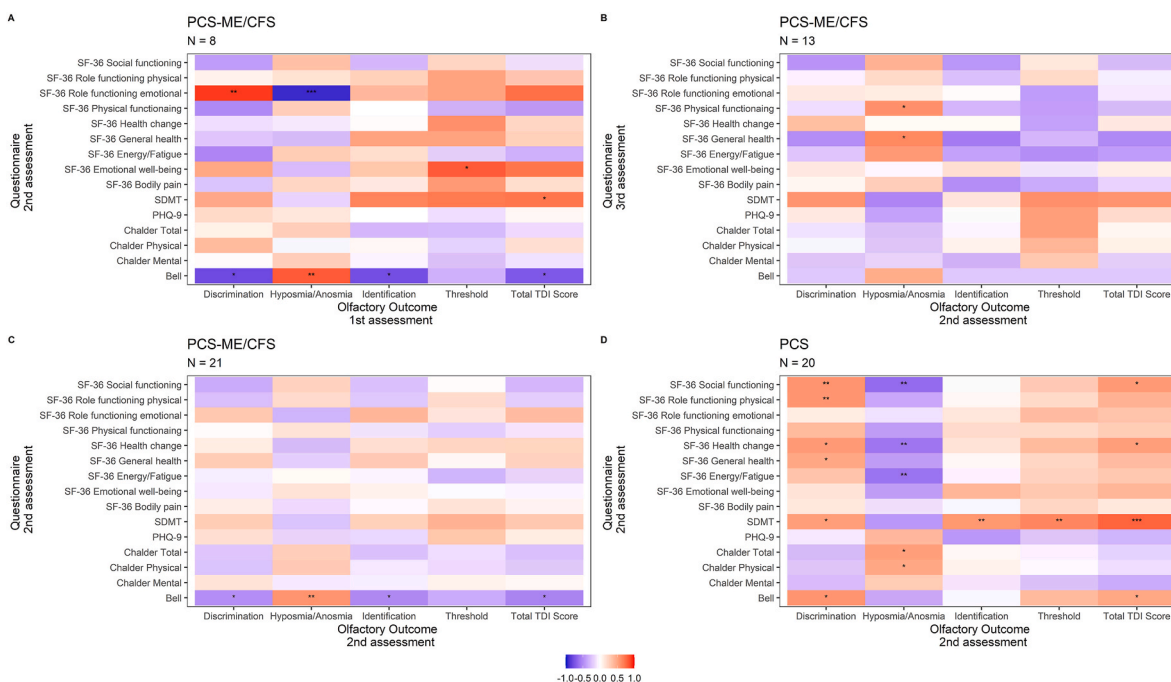 A
PCS-ME/CFS
N = 8
Questionnaire
2nd assessment
SF-36 Social functioning
SF-36 Role functioning physical
SF-36 Role functioning emotional
**
***
SF-36 Physical functionaing
SF-36 Health change
SF-36 General health
SF-36 Energy/Fatigue
SF-36 Emotional well-being
*
SF-36 Bodily pain
SDMT
*
PHQ-9
Chalder Total
Chalder Physical
Chalder Mental
Bell
*
**
*
*
Discrimination Hyposmia/Anosmia Identification Threshold Total TDI Score
Olfactory Outcome
1st assessment
B
PCS-ME/CFS
N = 13
Questionnaire
3rd assessment
SF-36 Social functioning
SF-36 Role functioning physical
SF-36 Role functioning emotional
SF-36 Physical functionaing
*
SF-36 Health change
SF-36 General health
*
SF-36 Energy/Fatigue
SF-36 Emotional well-being
SF-36 Bodily pain
SDMT
PHQ-9
Chalder Total
Chalder Physical
Chalder Mental
Bell
Discrimination Hyposmia/Anosmia Identification Threshold Total TDI Score
Olfactory Outcome
2nd assessment
C
PCS-ME/CFS
N = 21
Questionnaire
2nd assessment
SF-36 Social functioning
SF-36 Role functioning physical
SF-36 Role functioning emotional
SF-36 Physical functionaing
SF-36 Health change
SF-36 General health
SF-36 Energy/Fatigue
SF-36 Emotional well-being
SF-36 Bodily pain
SDMT
PHQ-9
Chalder Total
Chalder Physical
Chalder Mental
Bell
*
**
*
*
Discrimination Hyposmia/Anosmia Identification Threshold Total TDI Score
Olfactory Outcome
2nd assessment
D
PCS
N = 20
Questionnaire
2nd assessment
SF-36 Social functioning
**
**
*
SF-36 Role functioning physical
**
SF-36 Role functioning emotional
SF-36 Physical functionaing
SF-36 Health change
*
**
*
SF-36 General health
*
SF-36 Energy/Fatigue
**
SF-36 Emotional well-being
SF-36 Bodily pain
SDMT
*
**
**
***
PHQ-9
Chalder Total
*
Chalder Physical
*
Chalder Mental
Bell
*
*
Discrimination Hyposmia/Anosmia Identification Threshold Total TDI Score
Olfactory Outcome
2nd assessment
-1.0-0.5 0.0 0.5 1.0